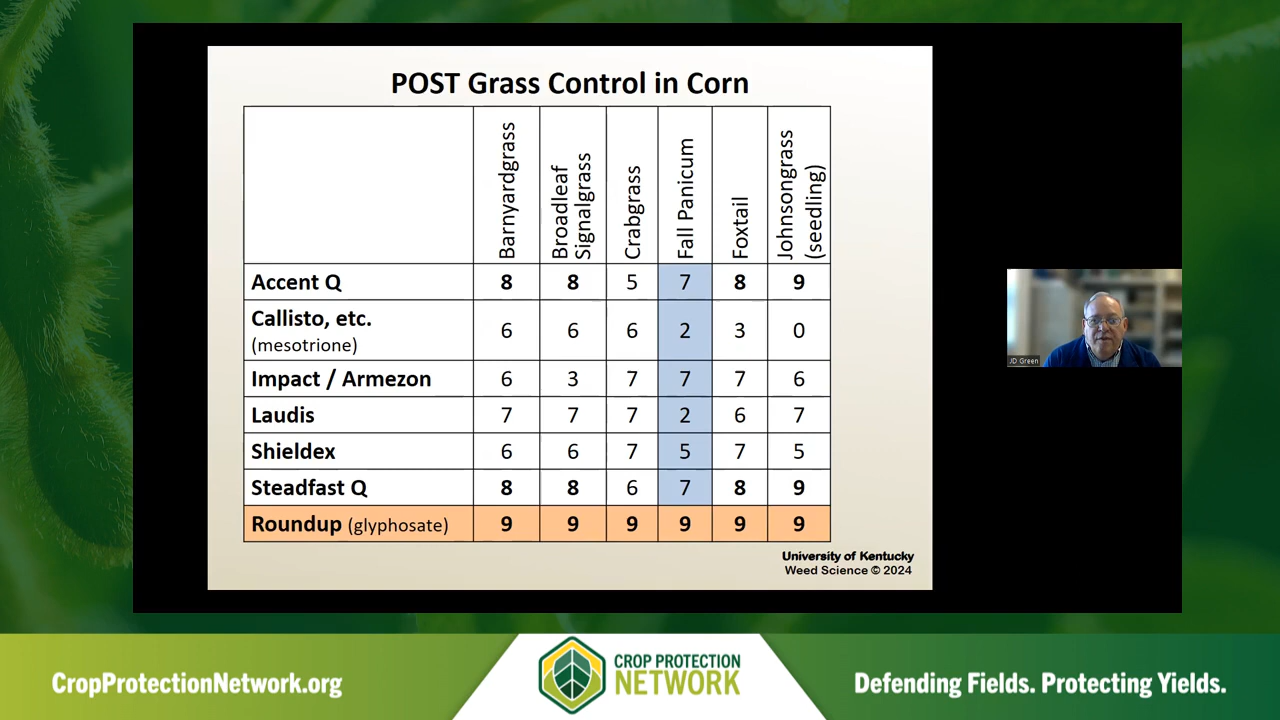 POST Grass Control in Corn
Barnyardgrass
Broadleaf
Signalgrass
Crabgrass
Fall Panicum
Foxtail
Johnsongrass
(seedling)
Accent Q 8 8 5 7 8 9
Callisto, etc.
(mesotrione) 6 6 6 2 3 0
Impact / Armezon 6 3 7 7 7 6
Laudis 7 7 7 2 6 7
Shieldex 6 6 7 5 7 5
Steadfast Q 8 8 6 7 8 9
Roundup (glyphosate) 9 9 9 9 9 9
University of Kentucky
Weed Science © 2024
JD Green
CropProtectionNetwork.org
CROP PROTECTION
NETWORK
Defending Fields. Protecting Yields.